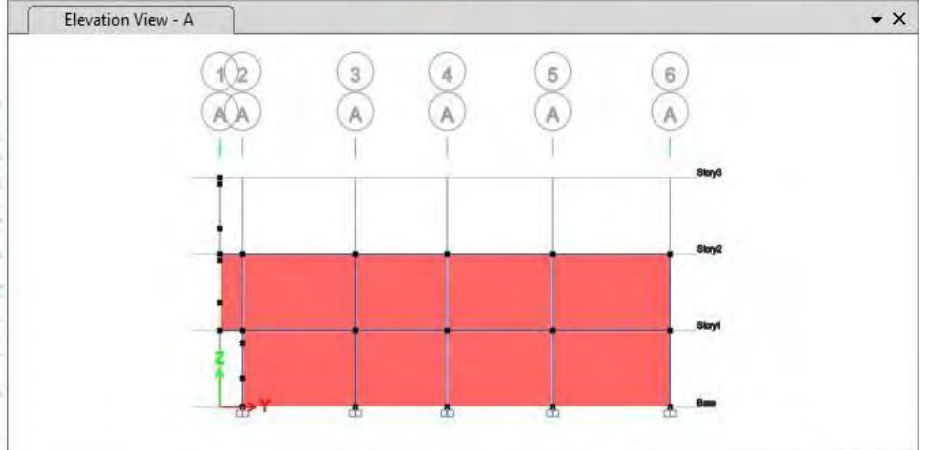 Elevation View - A
1 2 3 4 5 6
A A A A A A
Story3
Story2
Story1
Z
Y
Base